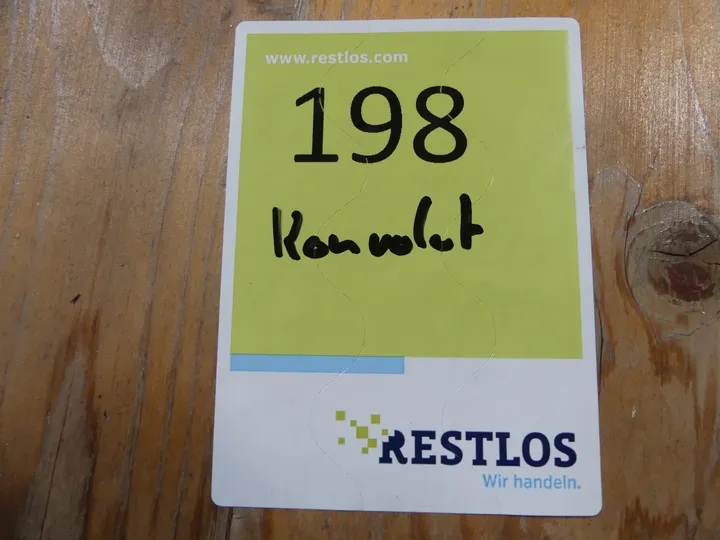 www.restlos.com
198
Konvolut
RESTLOS
Wir handeln.